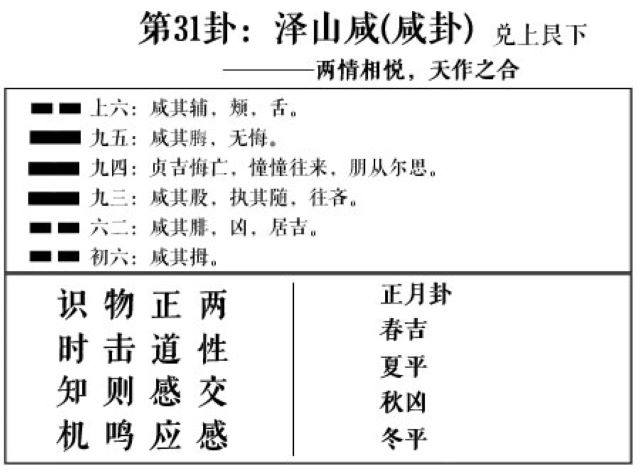 第31卦：泽山咸(咸卦) 兑上艮下
————两情相悦，天作之合
上六：咸其辅，颊，舌。
九五：咸其脢，无悔。
九四：贞吉悔亡，憧憧往来，朋从尔思。
九三：咸其股，执其随，往吝。
六二：咸其腓，凶，居吉。
初六：咸其拇。
两性交感
正道感应
物击则鸣
识时知机
正月卦
春吉
夏平
秋凶
冬平